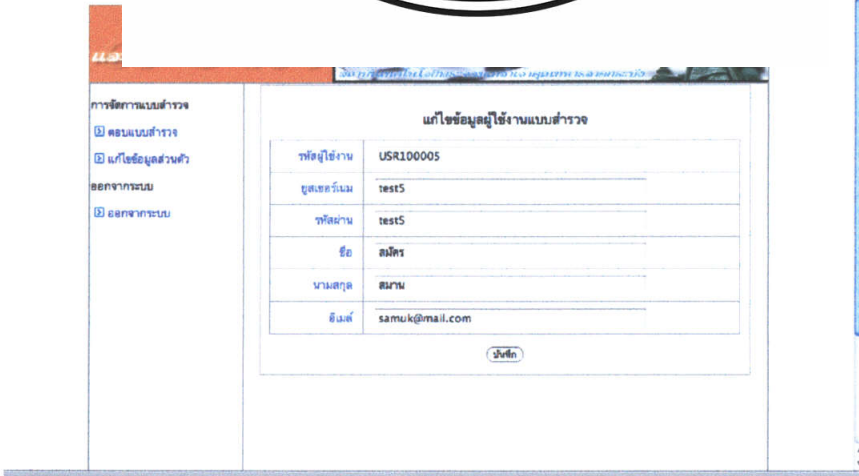 การจัดการแบบสำรวจ
ตอบแบบสำรวจ
แก้ไขข้อมูลส่วนตัว
ออกจากระบบ
ออกจากระบบ
แก้ไขข้อมูลผู้ใช้งานแบบสำรวจ
รหัสผู้ใช้งาน USR100005
ยูสเซอร์เนม test5
รหัสผ่าน test5
ชื่อ สมัคร
นามสกุล สมาน
อีเมล์ samuk@mail.com
บันทึก